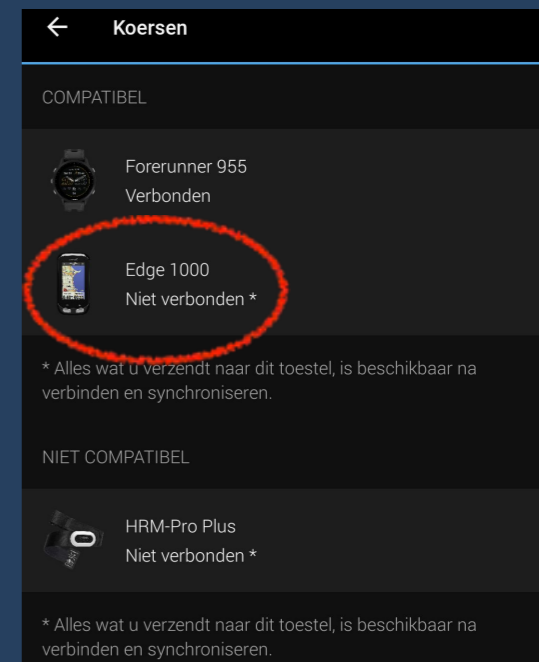 Koersen
COMPATIBEL
Forerunner 955
Verbonden
Edge 1000
Niet verbonden *
* Alles wat u verzendt naar dit toestel, is beschikbaar na
verbinden en synchroniseren.
NIET COMPATIBEL
HRM-Pro Plus
Niet verbonden *
* Alles wat u verzendt naar dit toestel, is beschikbaar na
verbinden en synchroniseren.